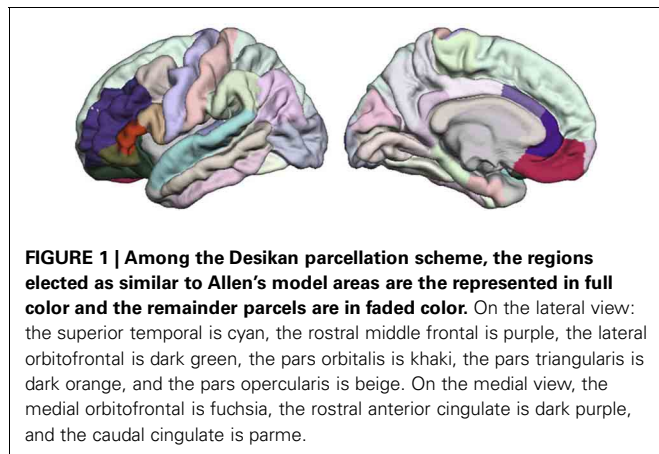 FIGURE 1 | Among the Desikan parcellation scheme, the regions
elected as similar to Allen's model areas are the represented in full
color and the remainder parcels are in faded color. On the lateral view:
the superior temporal is cyan, the rostral middle frontal is purple, the lateral
orbitofrontal is dark green, the pars orbitalis is khaki, the pars triangularis is
dark orange, and the pars opercularis is beige. On the medial view, the
medial orbitofrontal is fuchsia, the rostral anterior cingulate is dark purple,
and the caudal cingulate is parme.